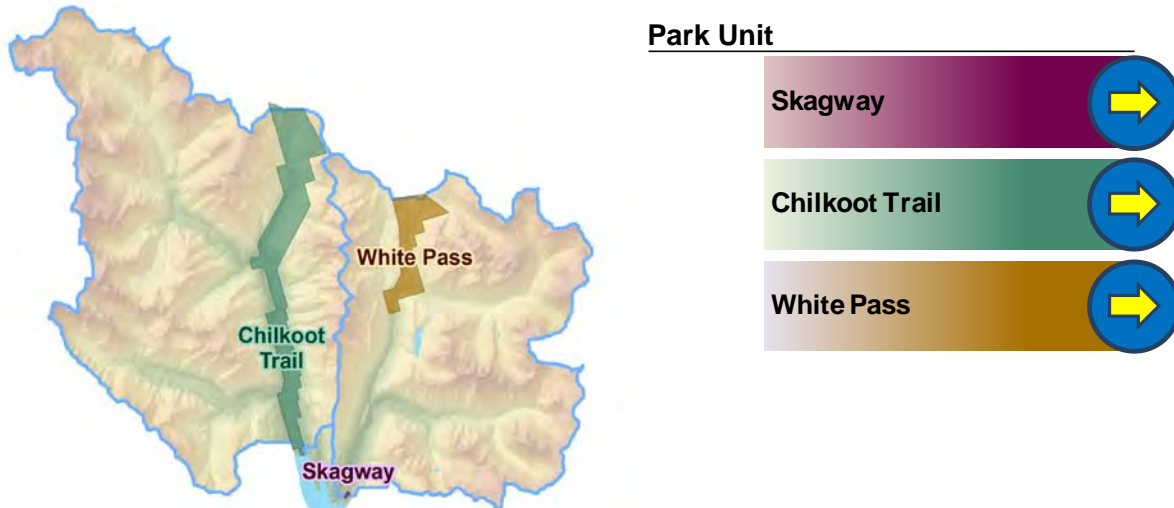 Park Unit
Skagway
Chilkoot Trail
White Pass
White Pass
Chilkoot
Trail
Skagway